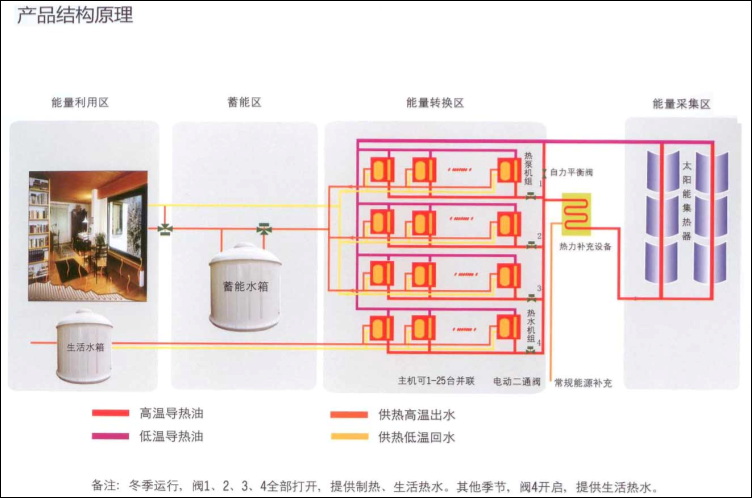 产品结构原理
能量利用区
蓄能区
能量转换区
能量采集区
热泵机组
1
自力平衡阀
太阳能集热器
2
热力补充设备
蓄能水箱
3
热水机组
生活水箱
4
主机可1-25台并联
电动二通阀
常规能源补充
高温导热油
供热高温出水
低温导热油
供热低温回水
备注：冬季运行，阀1、2、3、4全部打开，提供制热、生活热水。其他季节，阀4开启，提供生活热水。